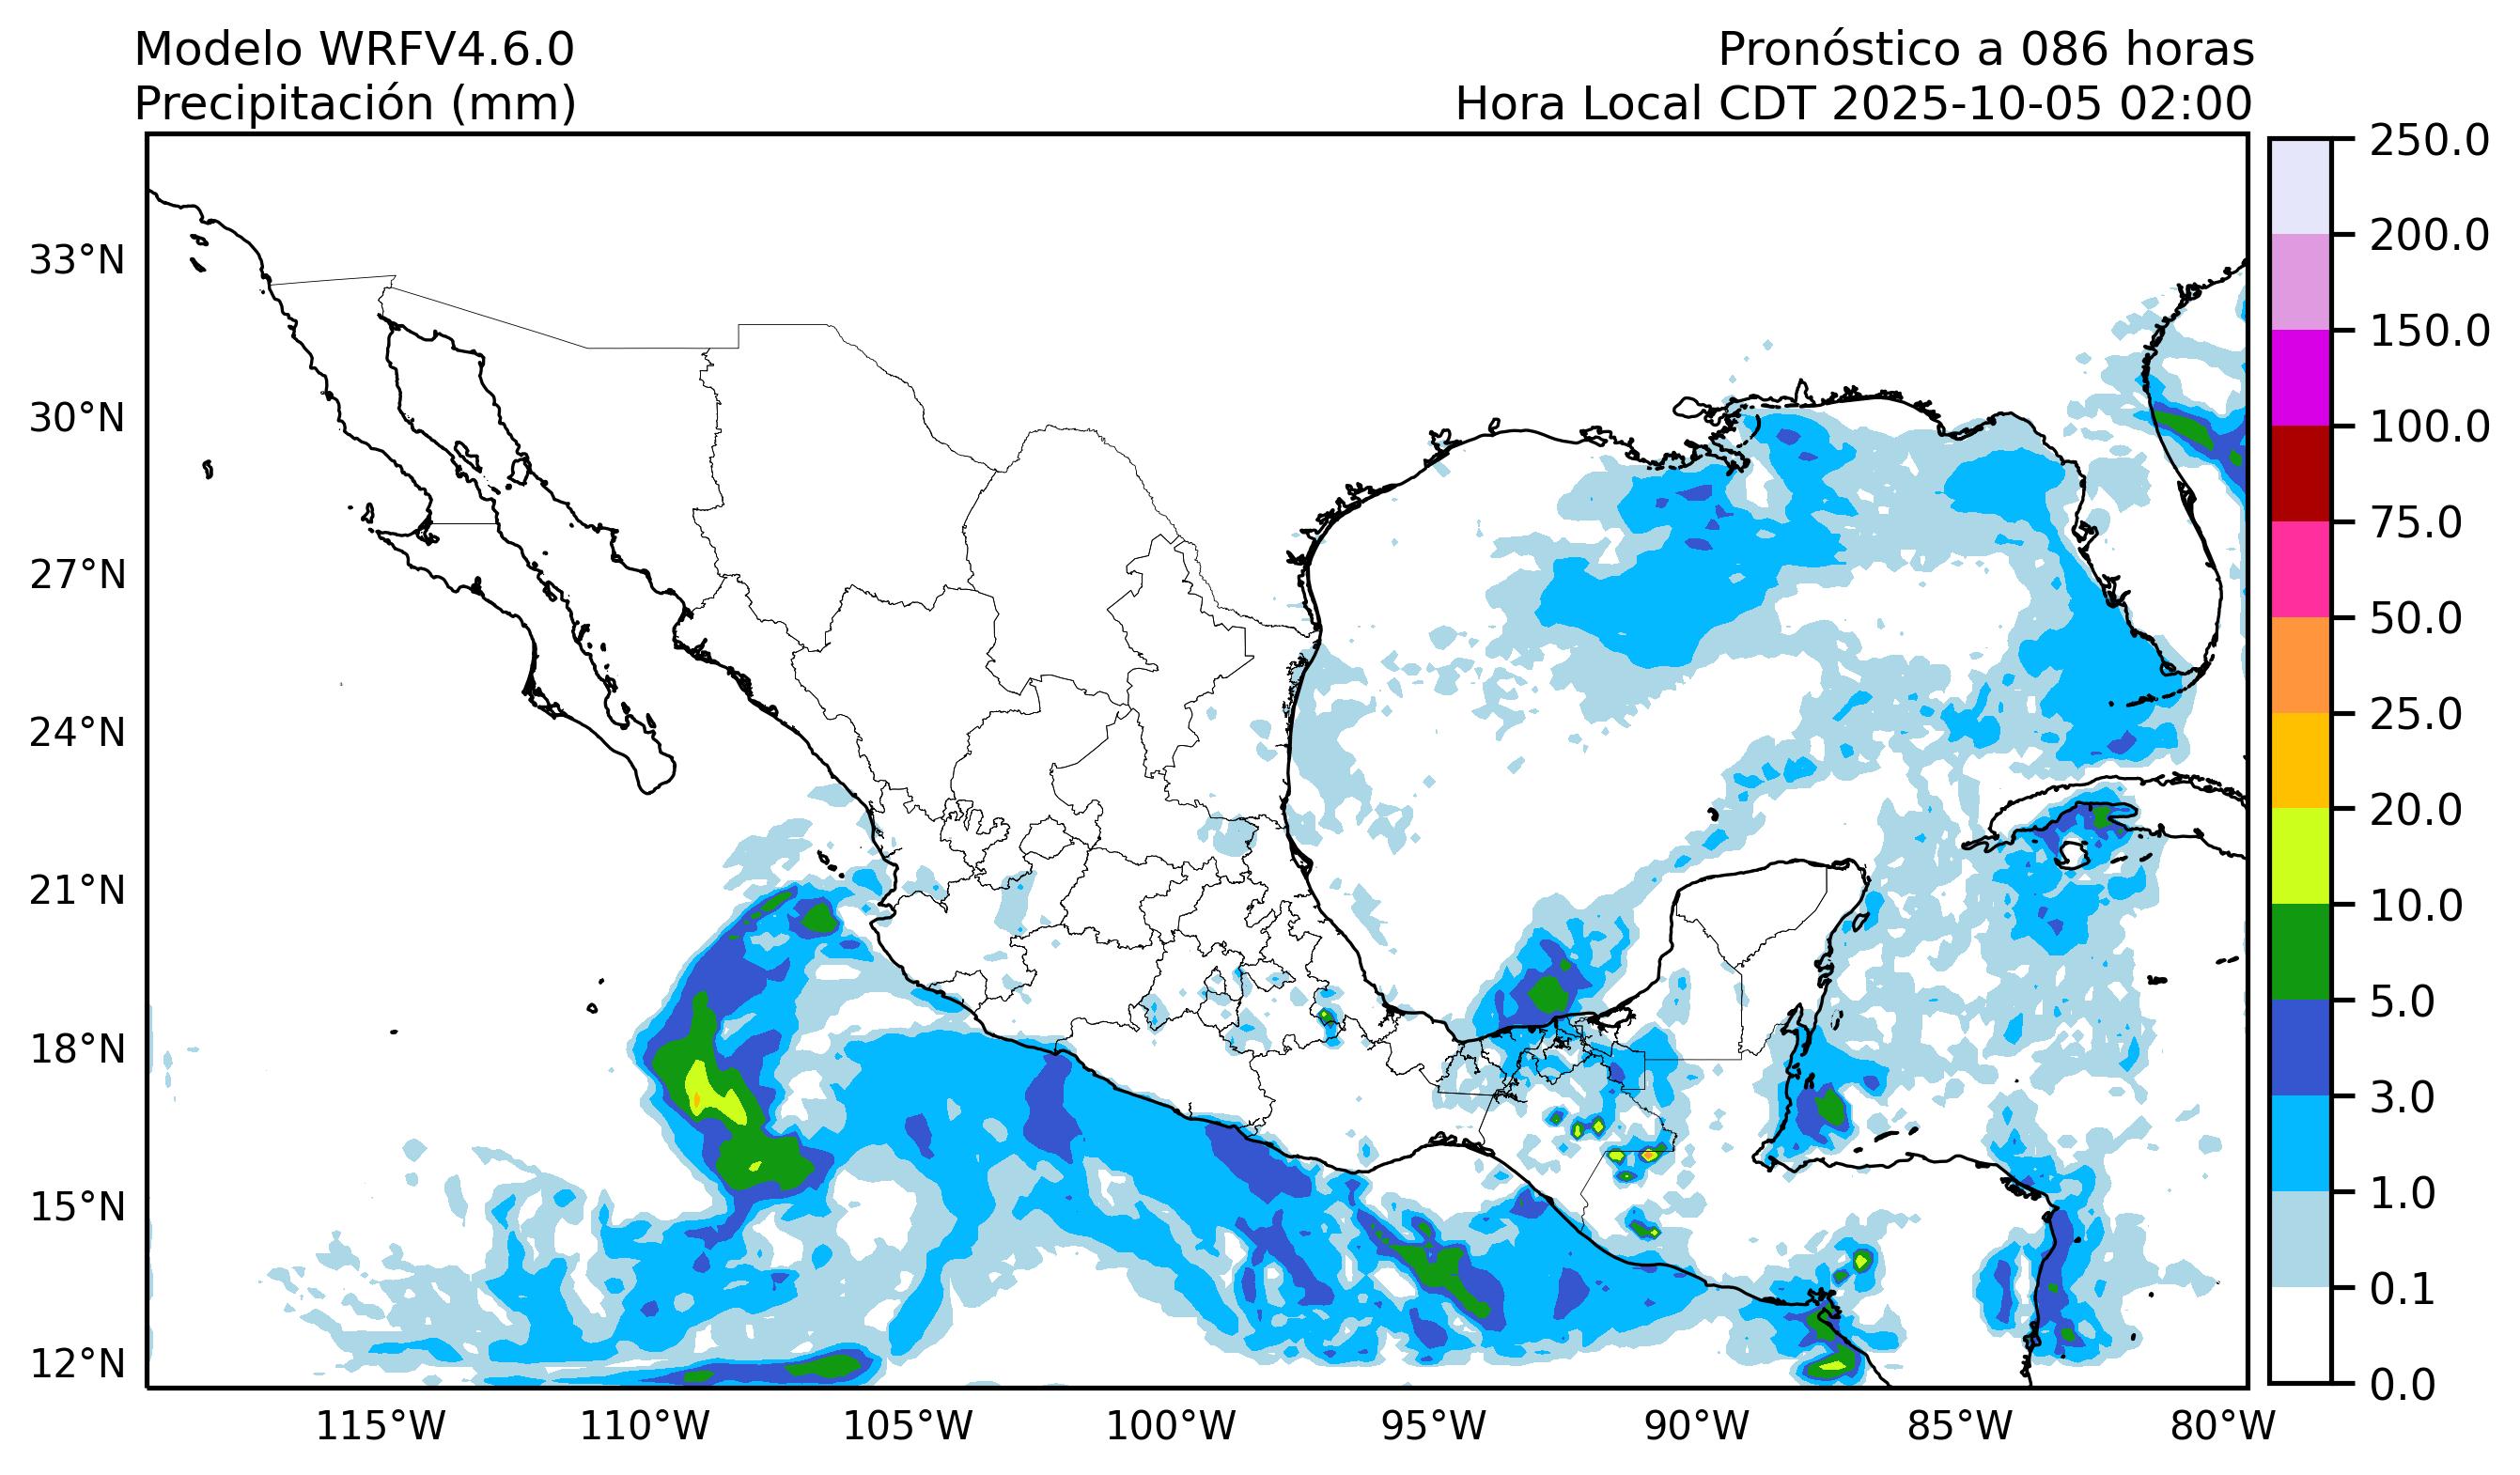 Modelo WRFV4.6.0
Precipitación (mm)
Pronóstico a 086 horas
Hora Local CDT 2025-10-05 02:00
33°N
30°N
27°N
24°N
21°N
18°N
15°N
12°N
115°W
110°W
105°W
100°W
95°W
90°W
85°W
80°W
250.0
200.0
150.0
100.0
75.0
50.0
25.0
20.0
10.0
5.0
3.0
1.0
0.1
0.0